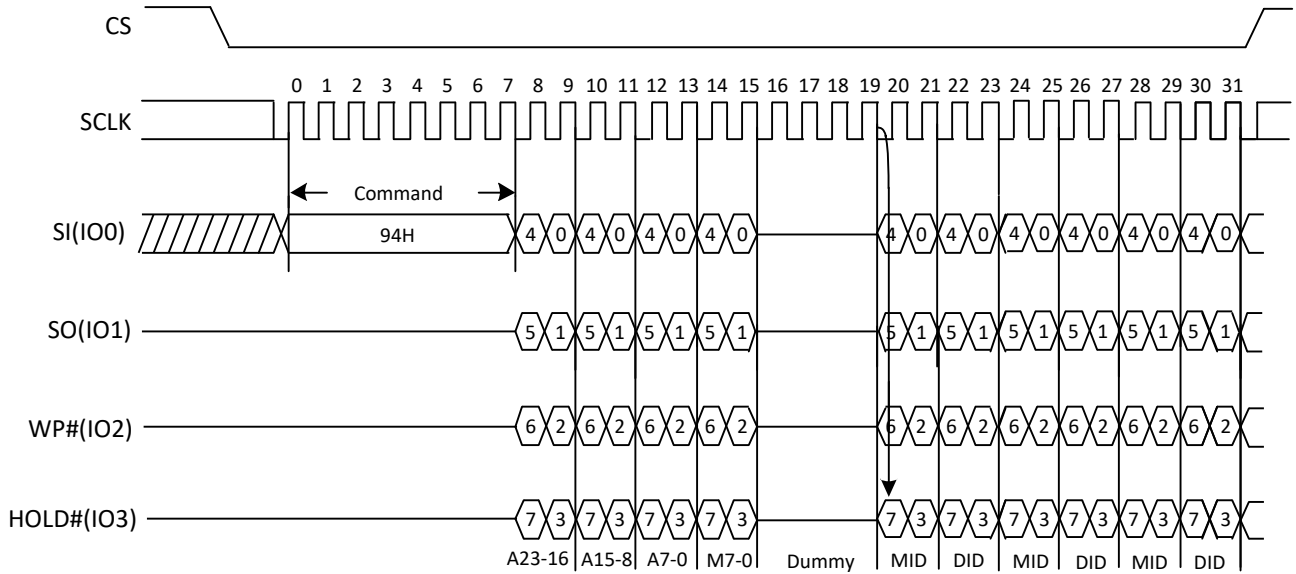 CS
0 1 2 3 4 5 6 7 8 9 10 11 12 13 14 15 16 17 18 19 20 21 22 23 24 25 26 27 28 29 30 31
SCLK
Command
SI(IO0) 94H 4 0 4 0 4 0 4 0 4 0 4 0 4 0 4 0 4 0 4 0
SO(IO1) 5 1 5 1 5 1 5 1 5 1 5 1 5 1 5 1 5 1 5 1
WP#(IO2) 6 2 6 2 6 2 6 2 6 2 6 2 6 2 6 2 6 2 6 2
HOLD#(IO3) 7 3 7 3 7 3 7 3 7 3 7 3 7 3 7 3 7 3 7 3
A23-16 A15-8 A7-0 M7-0 Dummy MID DID MID DID MID DID